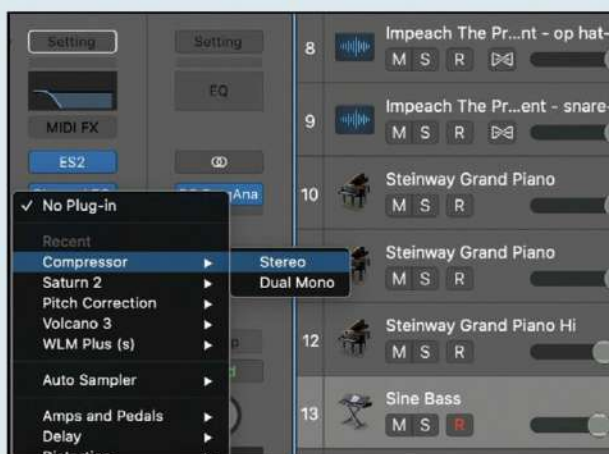 Setting
Setting
EQ
MIDI FX
ES2
✓ No Plug-in
Recent
Compressor
Saturn 2
Pitch Correction
Volcano 3
WLM Plus (s)
Auto Sampler
Amps and Pedals
Delay
Stereo
Dual Mono
8
Impeach The Pr...nt - op hat-
M S R
9
Impeach The Pr...ent - snare-
M S R
10
Steinway Grand Piano
M S R
Steinway Grand Piano
M S R
12
Steinway Grand Piano Hi
M S R
13
Sine Bass
M S R